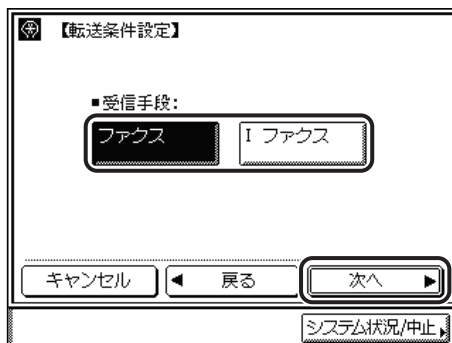 【転送条件設定】
■受信手段:
ファクス I ファクス
キャンセル ◀ 戻る 次へ ▶
システム状況/中止